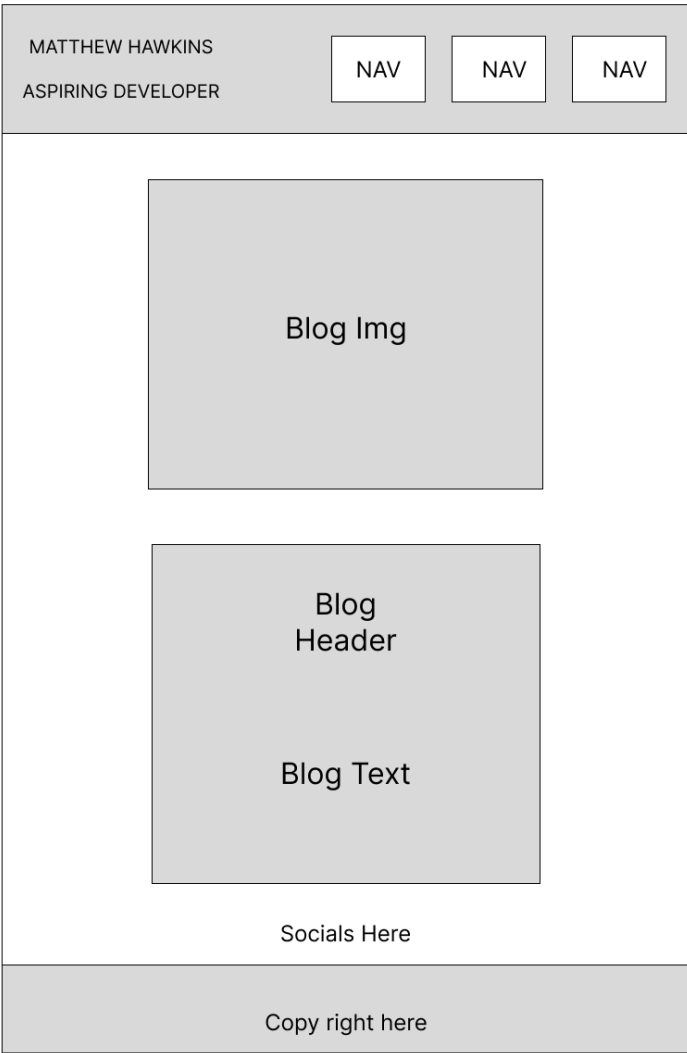 MATTHEW HAWKINS
ASPIRING DEVELOPER
NAV
NAV
NAV
Blog Img
Blog
Header
Blog Text
Socials Here
Copy right here